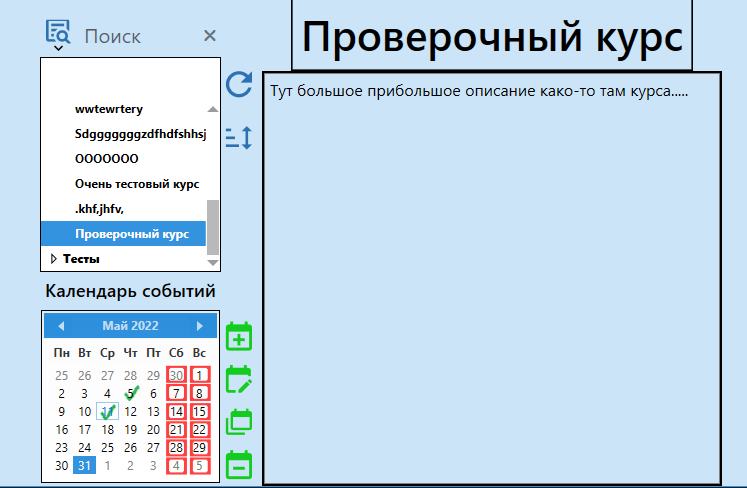 Поиск
Проверочный курс
Тут большое прибольшое описание како-то там курса.....
wwtewrtery
Sdgggggggzdfhdfshhsj
OOOOOOO
Очень тестовый курс
.khf,jhfv,
Проверочный курс
Тесты
Календарь событий
Май 2022
Пн Вт Ср Чт Пт Сб Вс
25 26 27 28 29 30 1
2 3 4 5 6 7 8
9 10 11 12 13 14 15
16 17 18 19 20 21 22
23 24 25 26 27 28 29
30 31 1 2 3 4 5